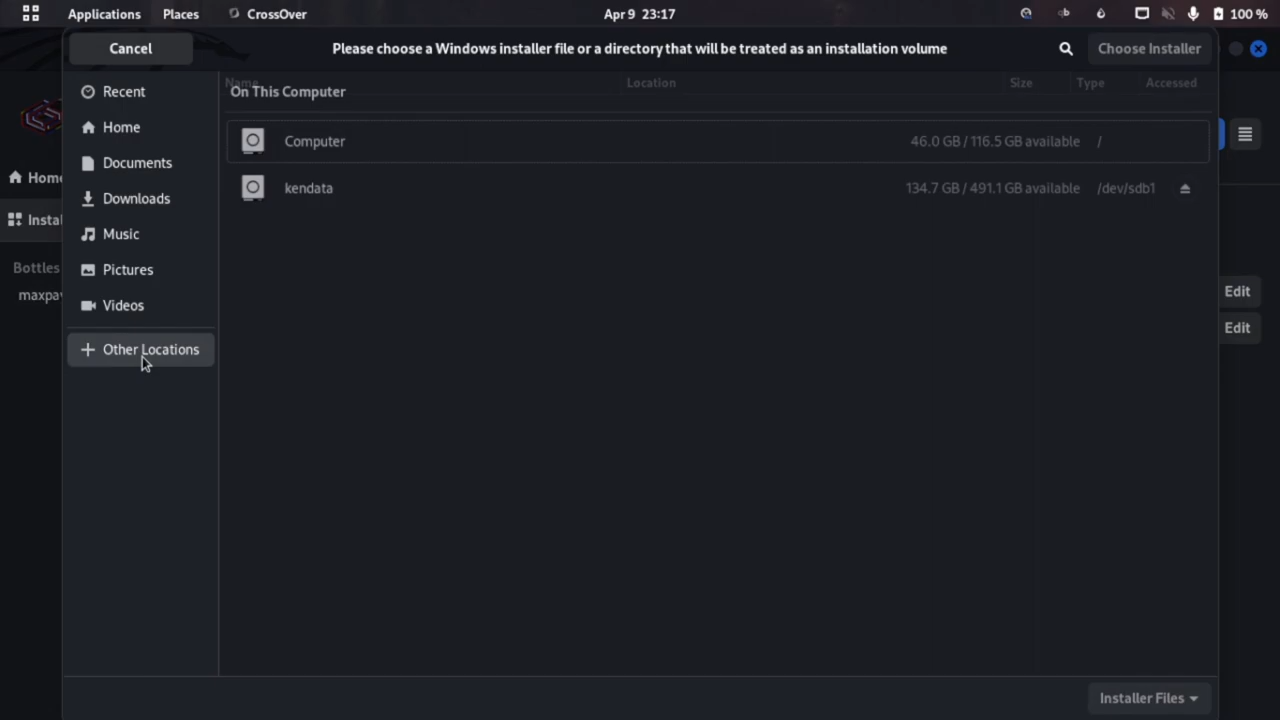 Applications Places CrossOver Apr 9 23:17 100 %
Cancel Please choose a Windows installer file or a directory that will be treated as an installation volume Choose Installer
Name Location Size Type Accessed
Recent On This Computer
Home
Computer 46.0 GB / 116.5 GB available /
Documents
kendata 134.7 GB / 491.1 GB available /dev/sdb1
Downloads
Music
Pictures
Videos
Other Locations
Home
Instal
Bottles
maxpay
Edit
Edit
Installer Files